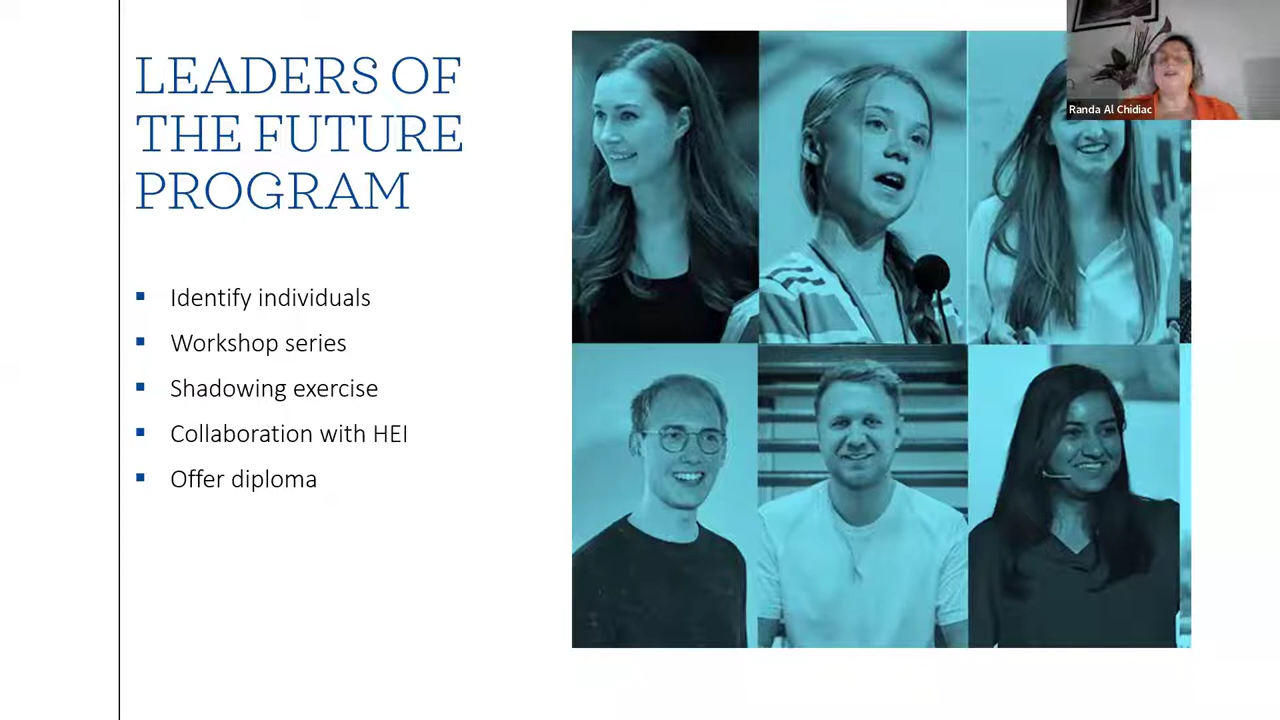 LEADERS OF
THE FUTURE
PROGRAM
Identify individuals
Workshop series
Shadowing exercise
Collaboration with HEI
Offer diploma
Randa Al Chidiac